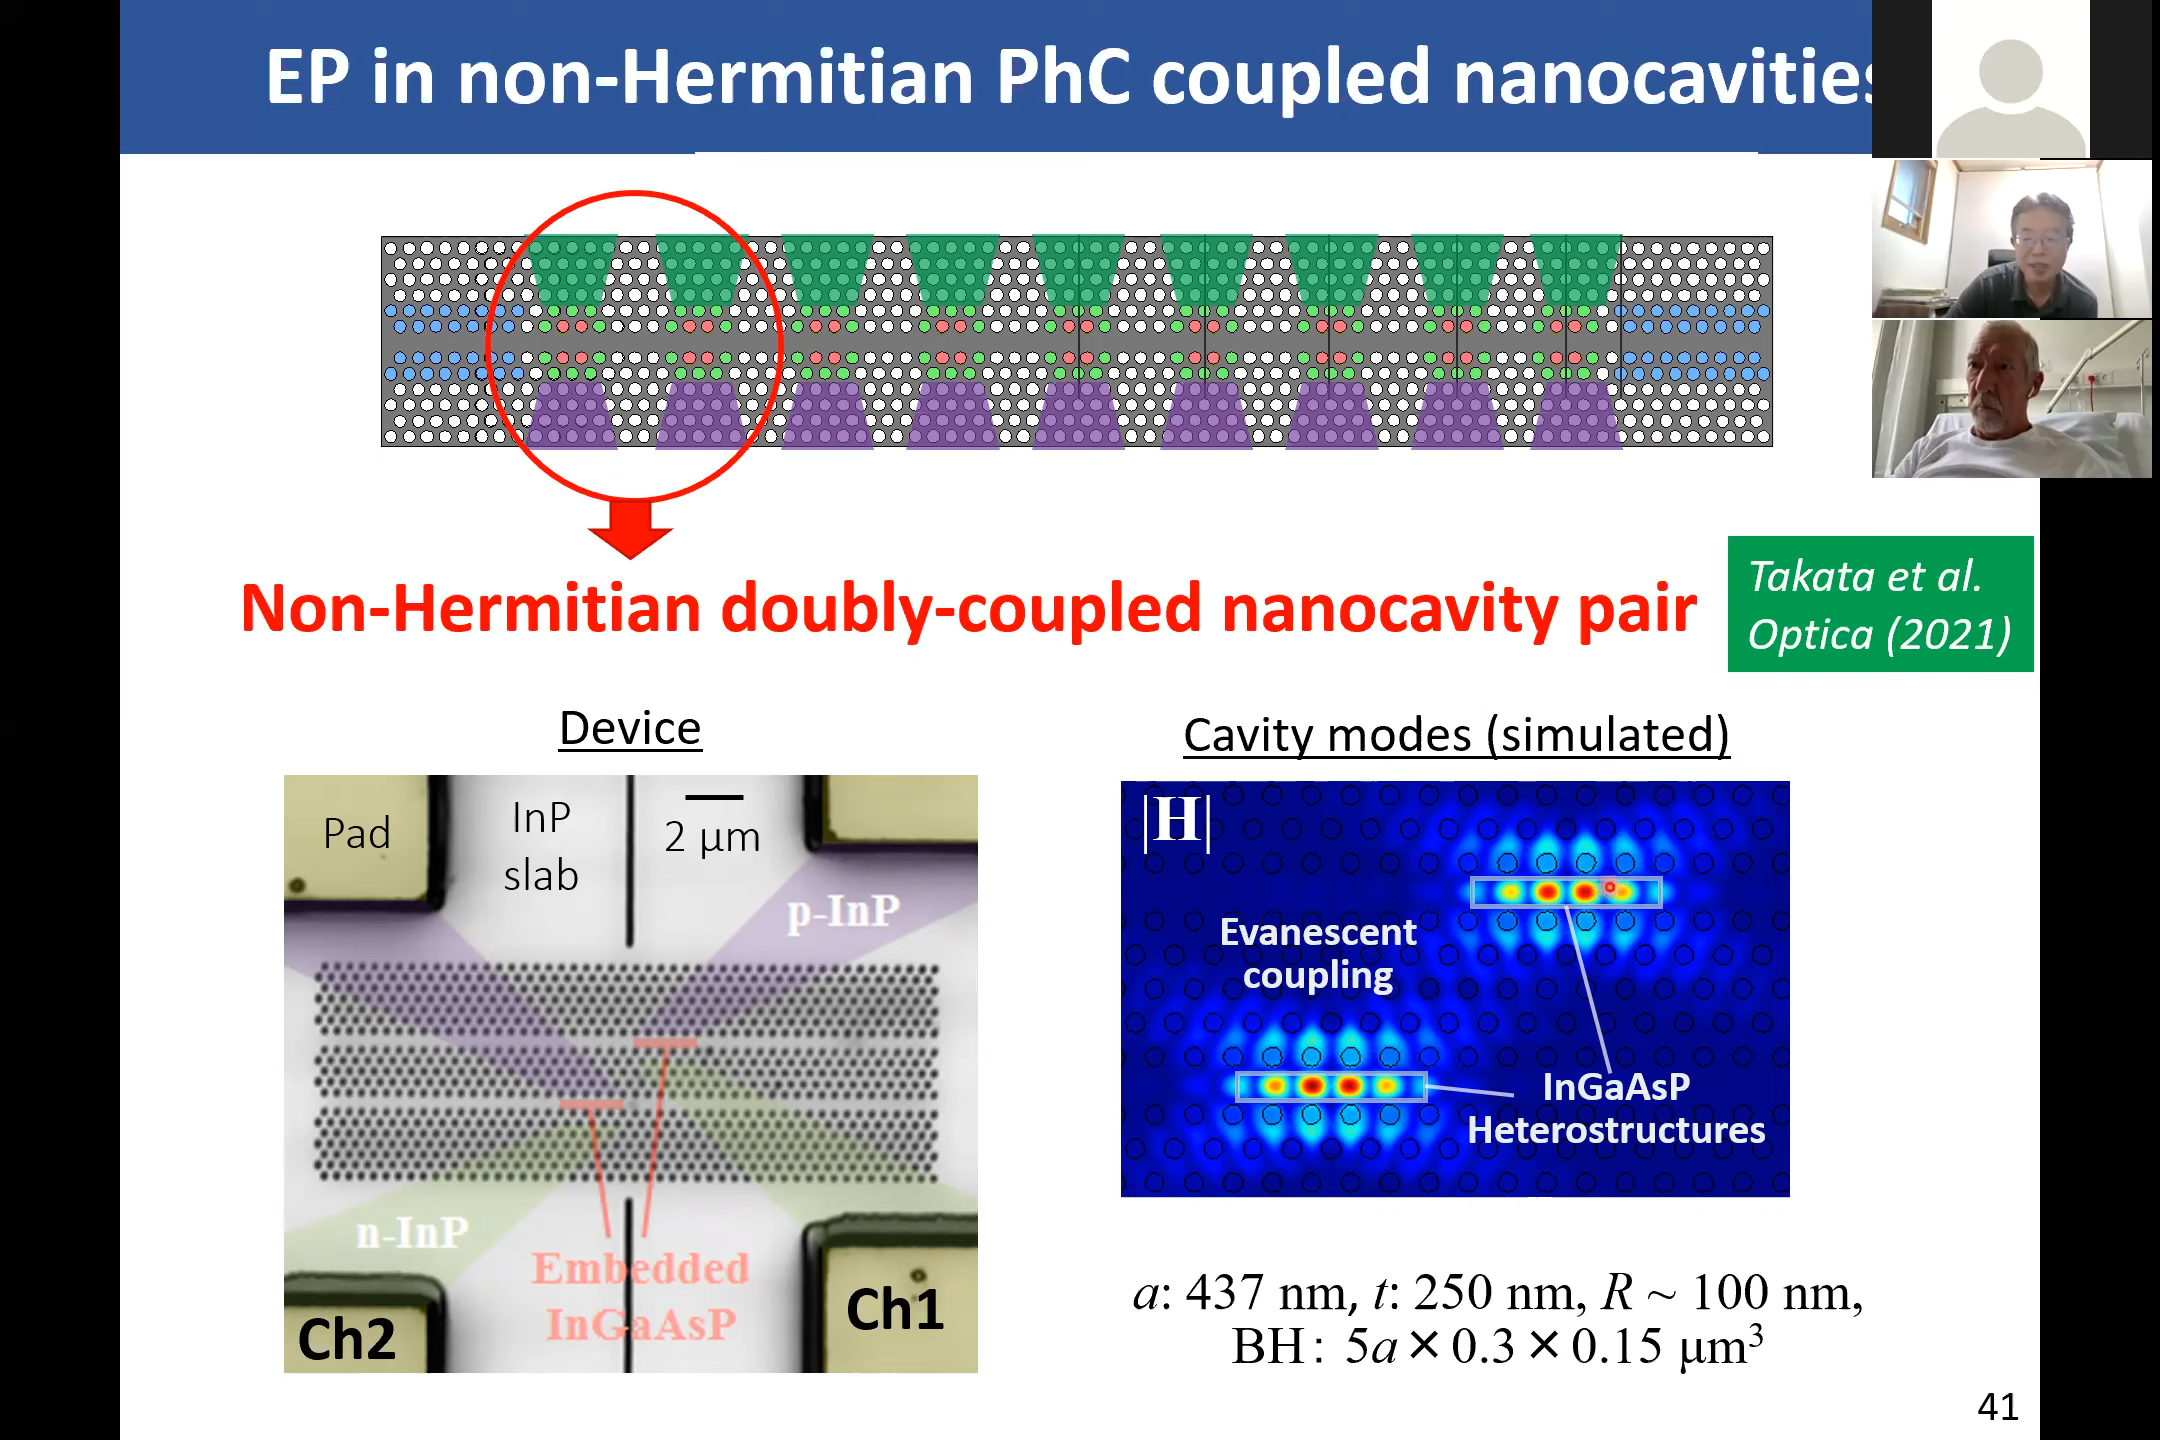 EP in non-Hermitian PhC coupled nanocavities
Non-Hermitian doubly-coupled nanocavity pair
Takata et al.
Optica (2021)
Device
Cavity modes (simulated)
Pad
InP
slab
2 μm
p-InP
n-InP
Embedded
InGaAsP
Ch2
Ch1
|H|
Evanescent
coupling
InGaAsP
Heterostructures
a: 437 nm, t: 250 nm, R ~ 100 nm,
BH: 5a × 0.3 × 0.15 μm³
41